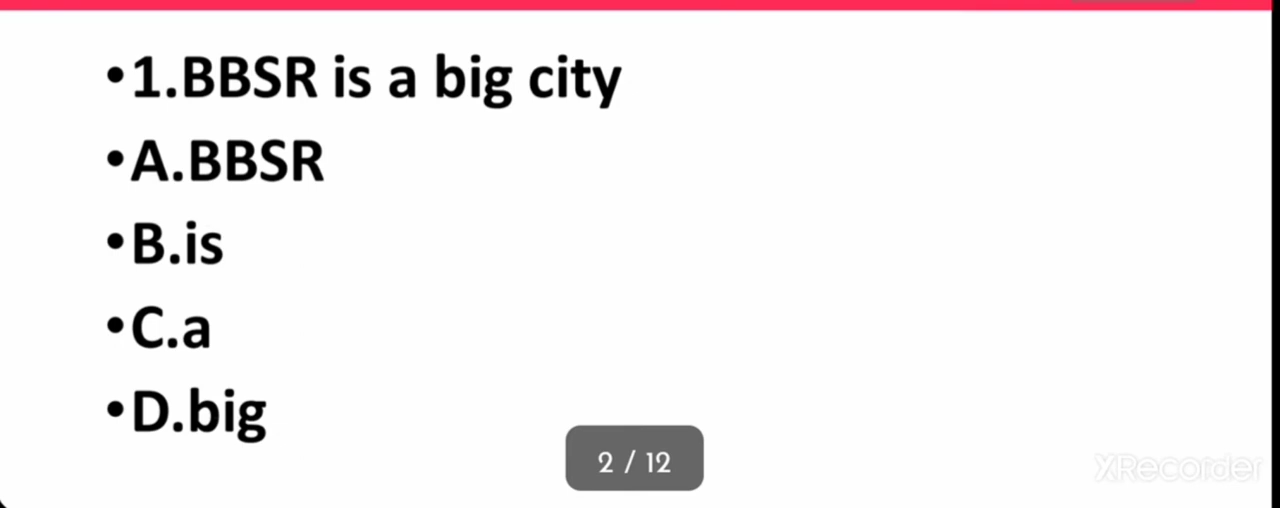 •1.BBSR is a big city
•A.BBSR
•B.is
•C.a
•D.big
2 / 12
XRecorder